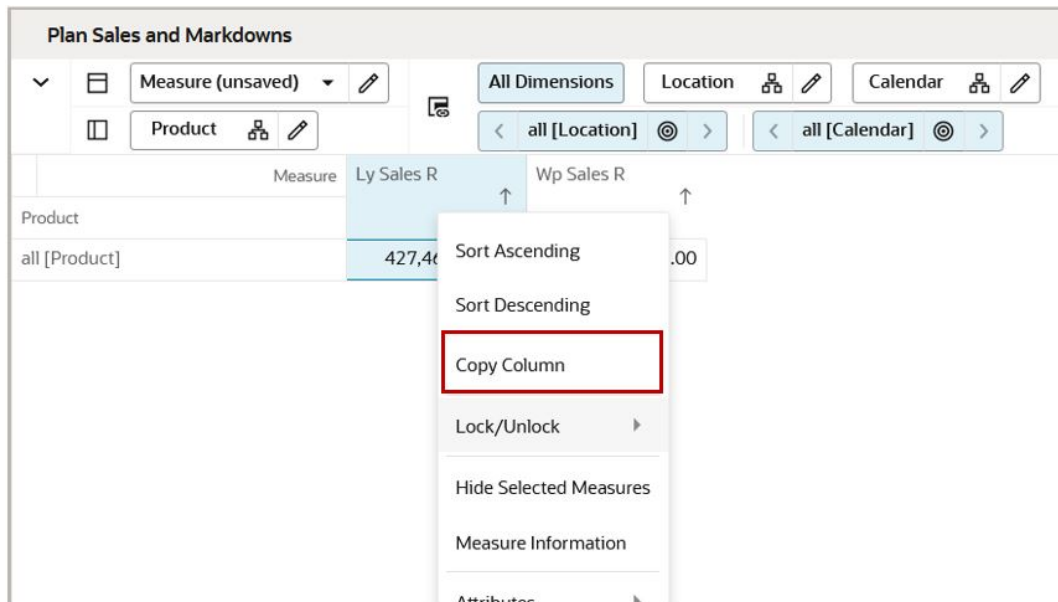 Plan Sales and Markdowns
Measure (unsaved)
All Dimensions Location Calendar
Product
all [Location] all [Calendar]
Measure Ly Sales R Wp Sales R
Product
all [Product] 427,46 .00
Sort Ascending
Sort Descending
Copy Column
Lock/Unlock
Hide Selected Measures
Measure Information
Attributes